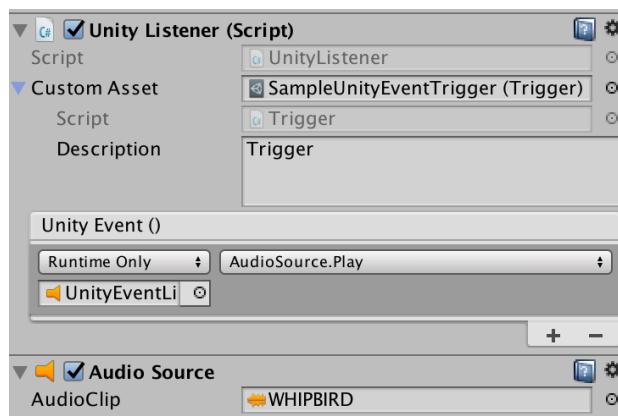 Unity Listener (Script)
Script UnityListener
Custom Asset SampleUnityEventTrigger (Trigger)
Script Trigger
Description Trigger
Unity Event ()
Runtime Only AudioSource.Play
UnityEventLi
+ −
Audio Source
AudioClip WHIPBIRD